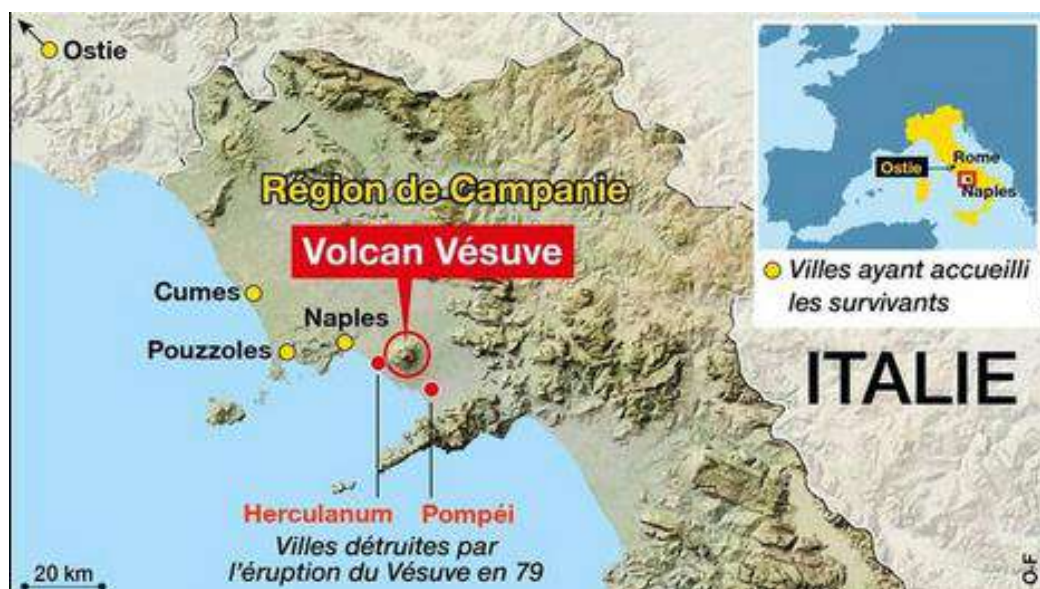 Ostie
Région de Campanie
Volcan Vésuve
Cumes
Naples
Pouzzoles
Herculanum
Pompéi
Villes détruites par
l'éruption du Vésuve en 79
20 km
Ostie
Rome
Naples
Villes ayant accueilli
les survivants
ITALIE
O-F